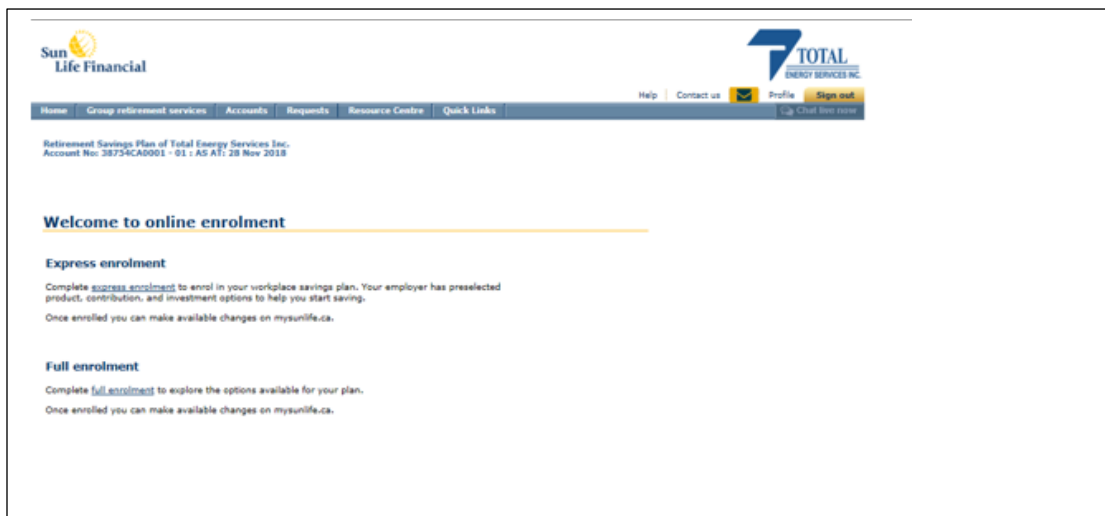 Sun
Life Financial
TOTAL
ENERGY SERVICES INC.
Help Contact us Profile Sign out
Home Group retirement services Accounts Requests Resource Centre Quick Links Chat live now
Retirement Savings Plan of Total Energy Services Inc.
Account No: 38754CA0001 - 01 : AS AT: 28 Nov 2018
Welcome to online enrolment
Express enrolment
Complete express enrolment to enrol in your workplace savings plan. Your employer has preselected
product, contribution, and investment options to help you start saving.
Once enrolled you can make available changes on mysunlife.ca.
Full enrolment
Complete full enrolment to explore the options available for your plan.
Once enrolled you can make available changes on mysunlife.ca.